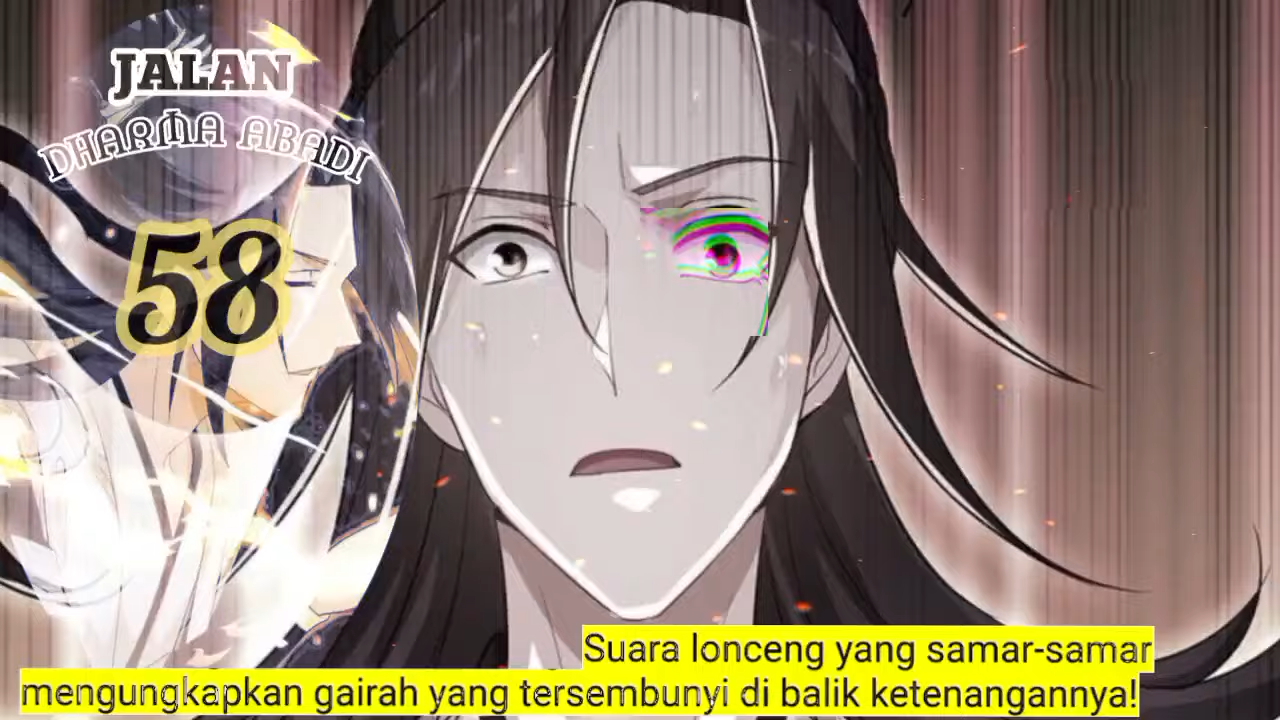 JALAN
DHARMA ABADI
58
Suara lonceng yang samar-samar
mengungkapkan gairah yang tersembunyi di balik ketenangannya!